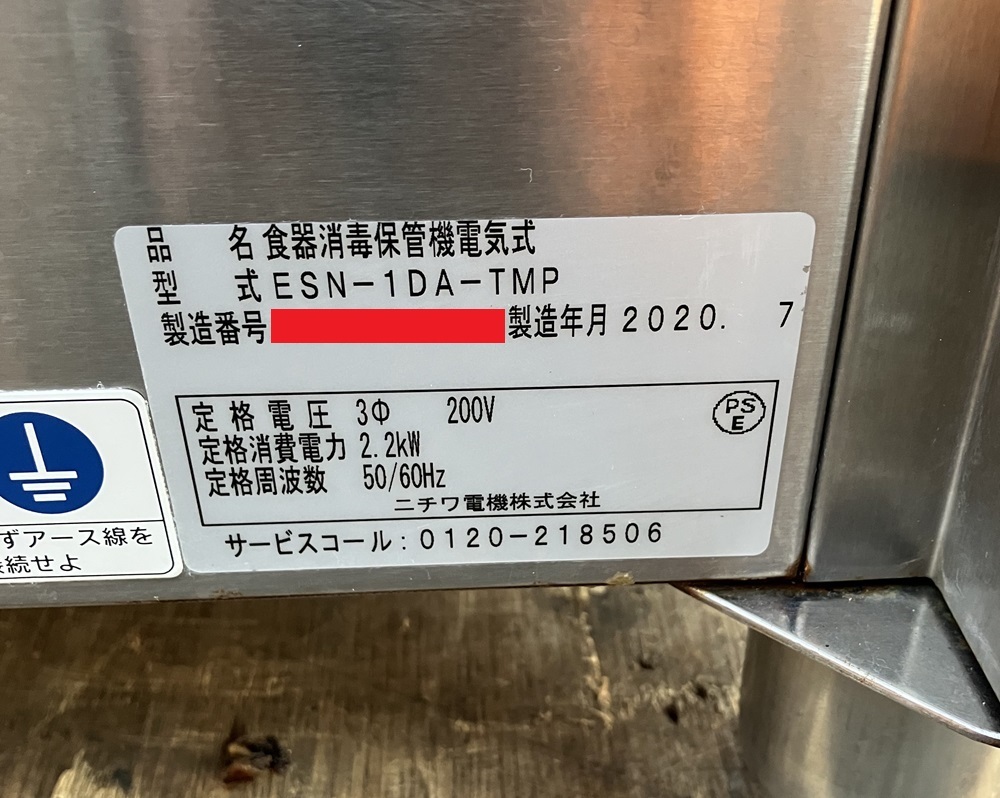 品 名 食器消毒保管機電気式
型 式 ESN-1DA-TMP
製造番号 製造年月 2020. 7
定格電圧 3Φ 200V
PS E
定格消費電力 2.2kW
定格周波数 50/60Hz
ニチワ電機株式会社
サービスコール:0120-218506
ずアース線を
続せよ